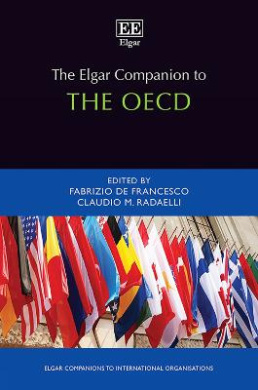 EE
Elgar
The Elgar Companion to
THE OECD
EDITED BY
FABRIZIO DE FRANCESCO
CLAUDIO M. RADAELLI
ELGAR COMPANIONS TO INTERNATIONAL ORGANISATIONS